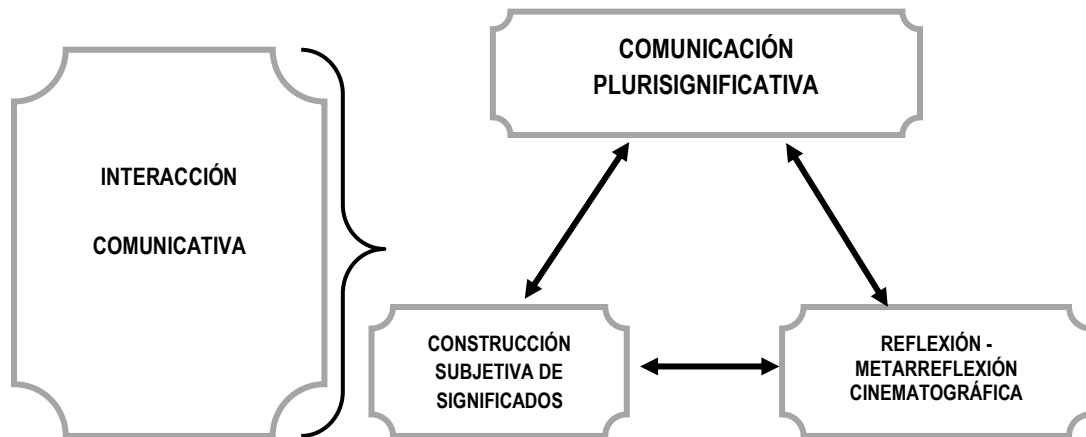 INTERACCIÓN
COMUNICATIVA
COMUNICACIÓN
PLURISIGNIFICATIVA
CONSTRUCCIÓN
SUBJETIVA DE
SIGNIFICADOS
REFLEXIÓN -
METARREFLEXIÓN
CINEMATOGRÁFICA